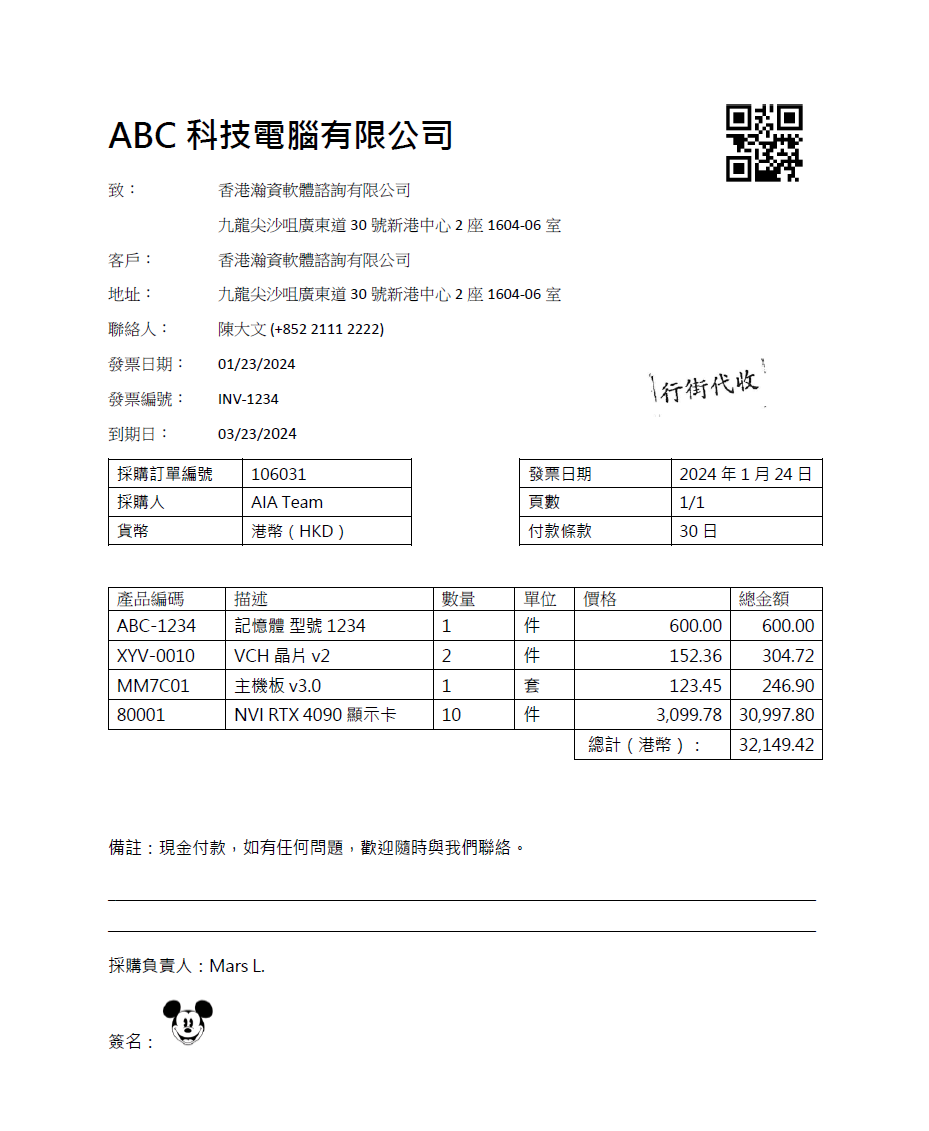 ABC 科技電腦有限公司
致： 香港瀚資軟體諮詢有限公司
九龍尖沙咀廣東道 30 號新港中心 2 座 1604-06 室
客戶： 香港瀚資軟體諮詢有限公司
地址： 九龍尖沙咀廣東道 30 號新港中心 2 座 1604-06 室
聯絡人： 陳大文 (+852 2111 2222)
發票日期： 01/23/2024
發票編號： INV-1234
行街代收
到期日： 03/23/2024
採購訂單編號 106031 發票日期 2024 年 1 月 24 日
採購人 AIA Team 頁數 1/1
貨幣 港幣（HKD） 付款條款 30 日
產品編碼 描述 數量 單位 價格 總金額
ABC-1234 記憶體 型號 1234 1 件 600.00 600.00
XYV-0010 VCH 晶片 v2 2 件 152.36 304.72
MM7C01 主機板 v3.0 1 套 123.45 246.90
80001 NVI RTX 4090 顯示卡 10 件 3,099.78 30,997.80
總計（港幣）： 32,149.42
備註：現金付款，如有任何問題，歡迎隨時與我們聯絡。
採購負責人：Mars L.
簽名：